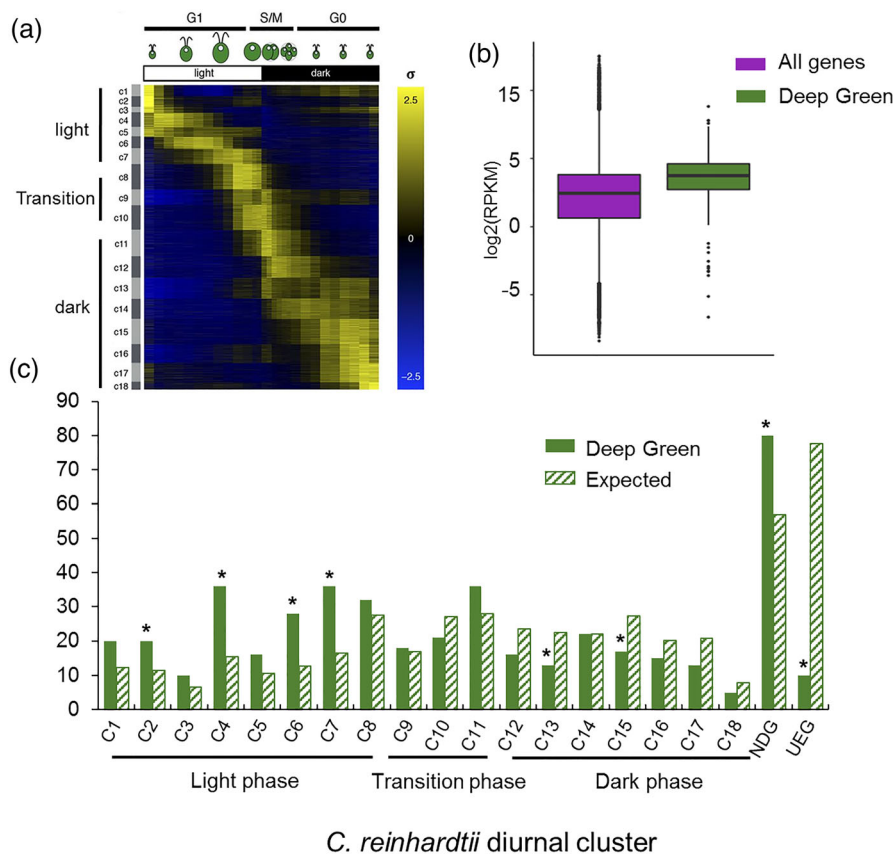 (a)
G1 S/M G0
light dark
σ
c1
c2
c3
c4
c5
c6
c7
c8
c9
c10
c11
c12
c13
c14
c15
c16
c17
c18
light
Transition
dark
2.5
0
−2.5
(b)
All genes
Deep Green
log2(RPKM)
15
5
0
−5
(c)
90
80
70
60
50
40
30
20
10
0
Deep Green
Expected
* * * * * * * *
C1 C2 C3 C4 C5 C6 C7 C8 C9 C10 C11 C12 C13 C14 C15 C16 C17 C18 NDG UEG
Light phase Transition phase Dark phase
C. reinhardtii diurnal cluster